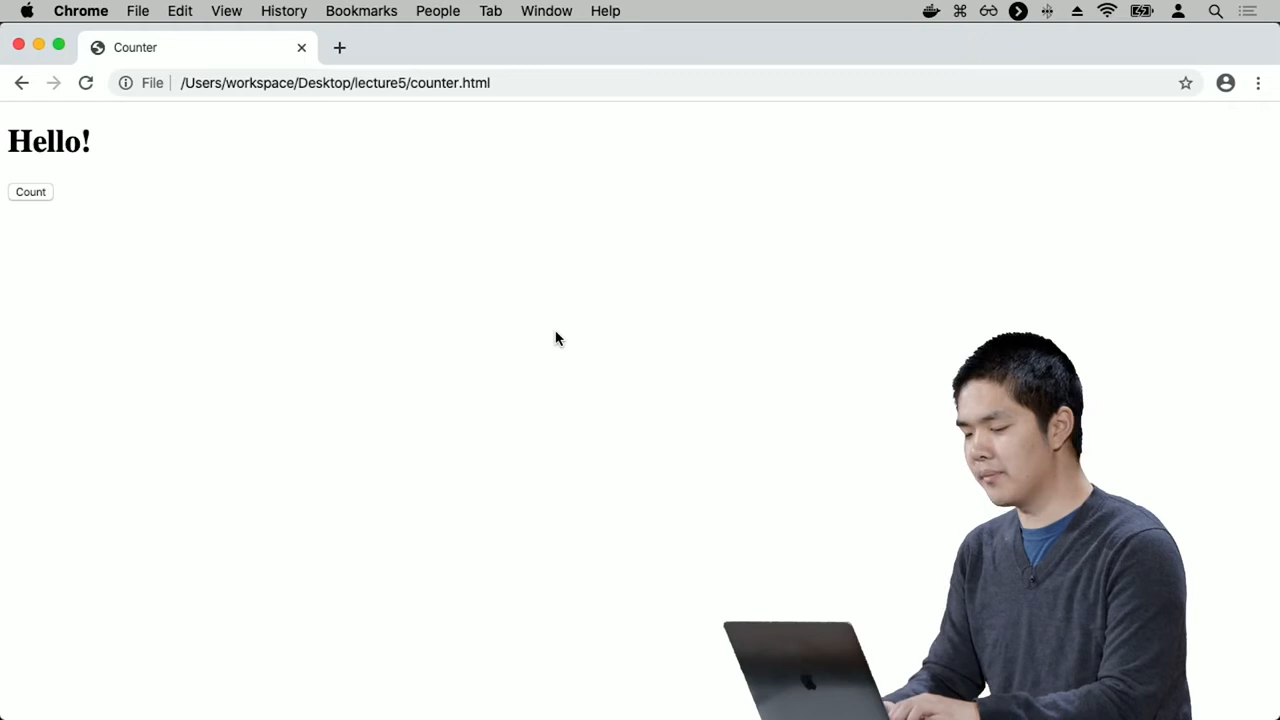 Chrome File Edit View History Bookmarks People Tab Window Help
Counter
File /Users/workspace/Desktop/lecture5/counter.html
Hello!
Count